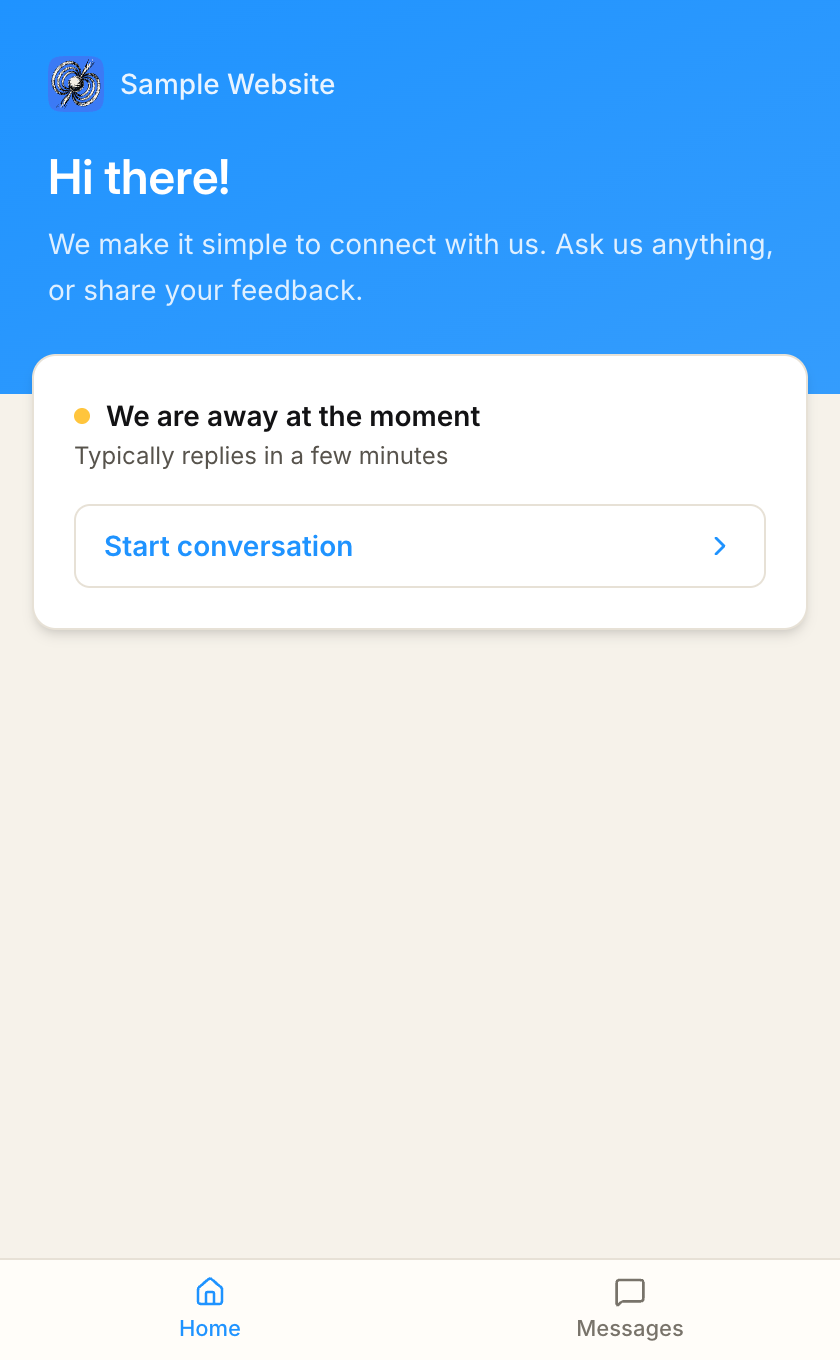 Sample Website
Hi there!
We make it simple to connect with us. Ask us anything,
or share your feedback.
We are away at the moment
Typically replies in a few minutes
Start conversation
Home
Messages